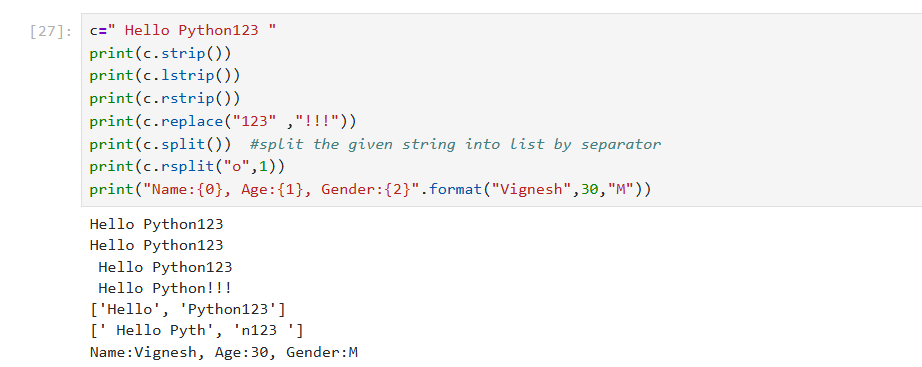 [27]: c=" Hello Python123 "
print(c.strip())
print(c.lstrip())
print(c.rstrip())
print(c.replace("123" ,"!!!"))
print(c.split())  #split the given string into list by separator
print(c.rsplit("o",1))
print("Name:{0}, Age:{1}, Gender:{2}".format("Vignesh",30,"M"))
Hello Python123
Hello Python123
 Hello Python123
 Hello Python!!!
['Hello', 'Python123']
[' Hello Pyth', 'n123 ']
Name:Vignesh, Age:30, Gender:M